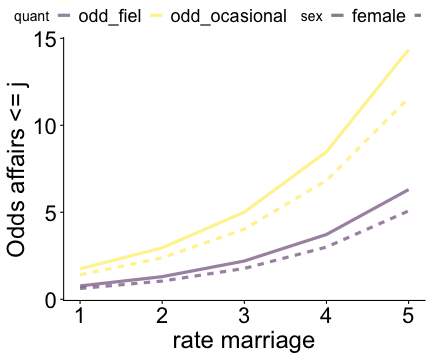 quant odd_fiel odd_ocasional sex female
15
10
5
0
Odds affairs <= j
1 2 3 4 5
rate marriage